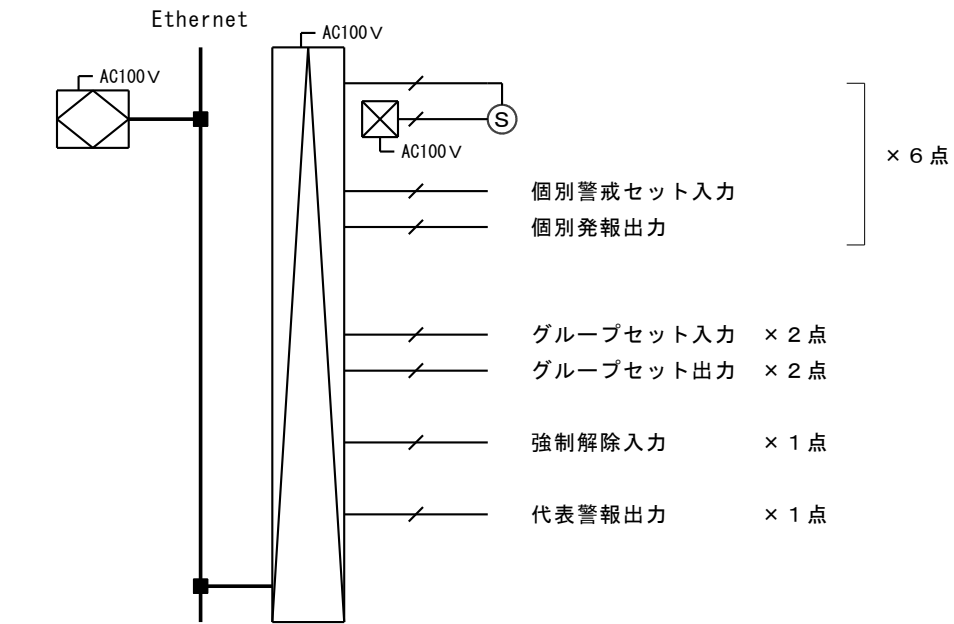 Ethernet
AC100V
AC100V
S
AC100V
×６点
個別警戒セット入力
個別発報出力
グループセット入力 ×２点
グループセット出力 ×２点
強制解除入力 ×１点
代表警報出力 ×１点